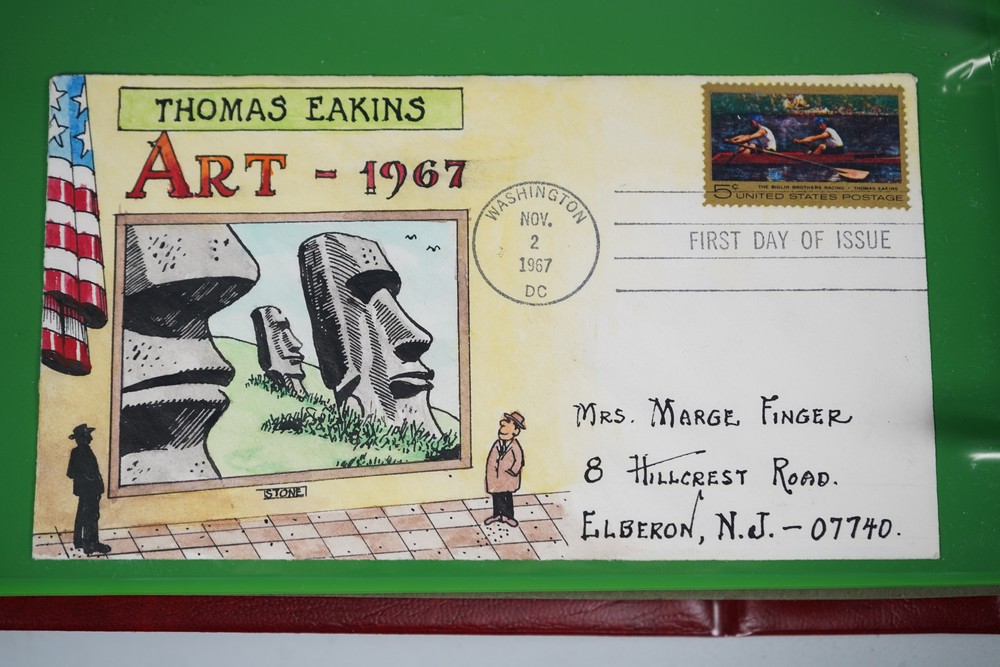 THOMAS EAKINS
ART - 1967
STONE
WASHINGTON
NOV.
2
1967
DC
THE BIGLIN BROTHERS RACING • THOMAS EAKINS
5c UNITED STATES POSTAGE
FIRST DAY OF ISSUE
MRS. MARGE FINGER
8 HILLCREST ROAD.
ELBERON, N.J. - 07740.